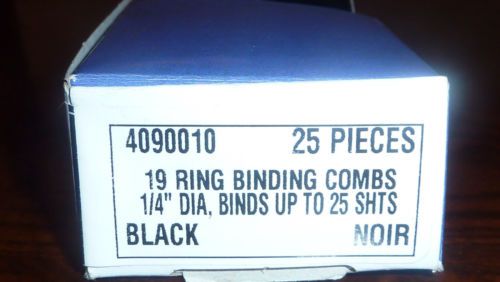 4090010 25 PIECES
19 RING BINDING COMBS
1/4" DIA, BINDS UP TO 25 SHTS
BLACK NOIR